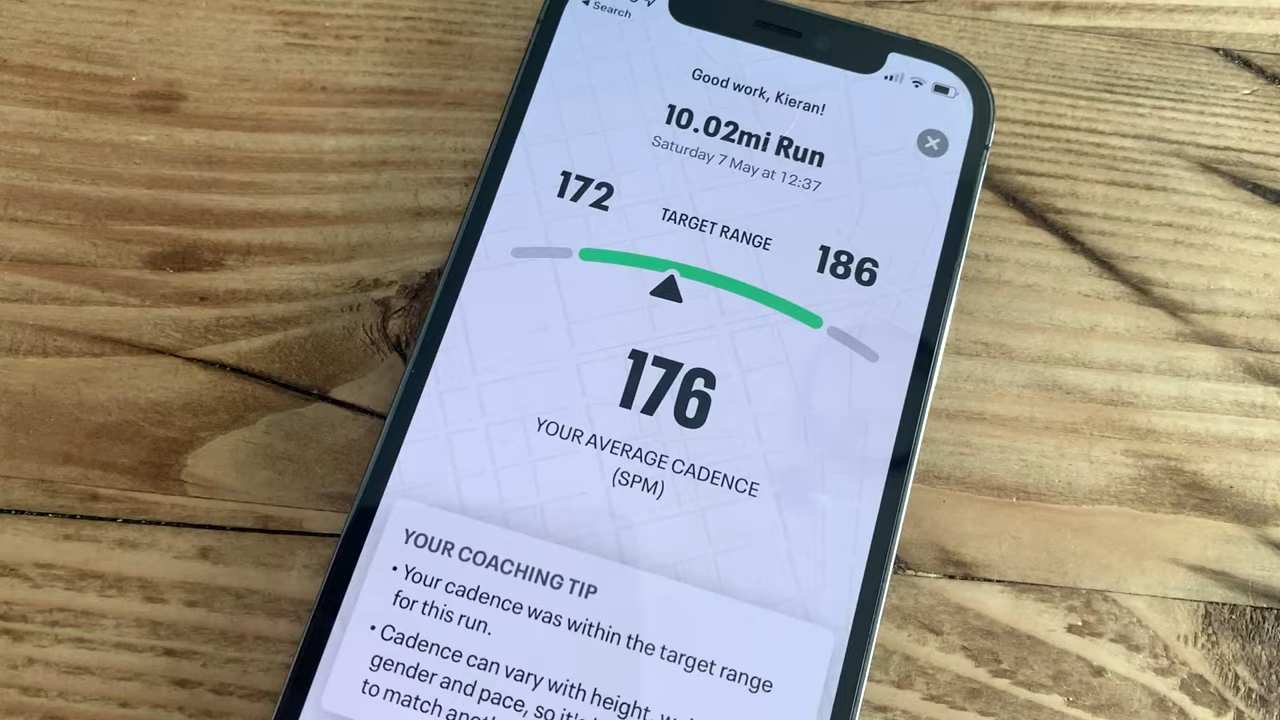 Search
Good work, Kieran!
10.02mi Run
Saturday 7 May at 12:37
172
TARGET RANGE
186
176
YOUR AVERAGE CADENCE
(SPM)
YOUR COACHING TIP
• Your cadence was within the target range
for this run.
• Cadence can vary with height,
gender and pace, so
to match